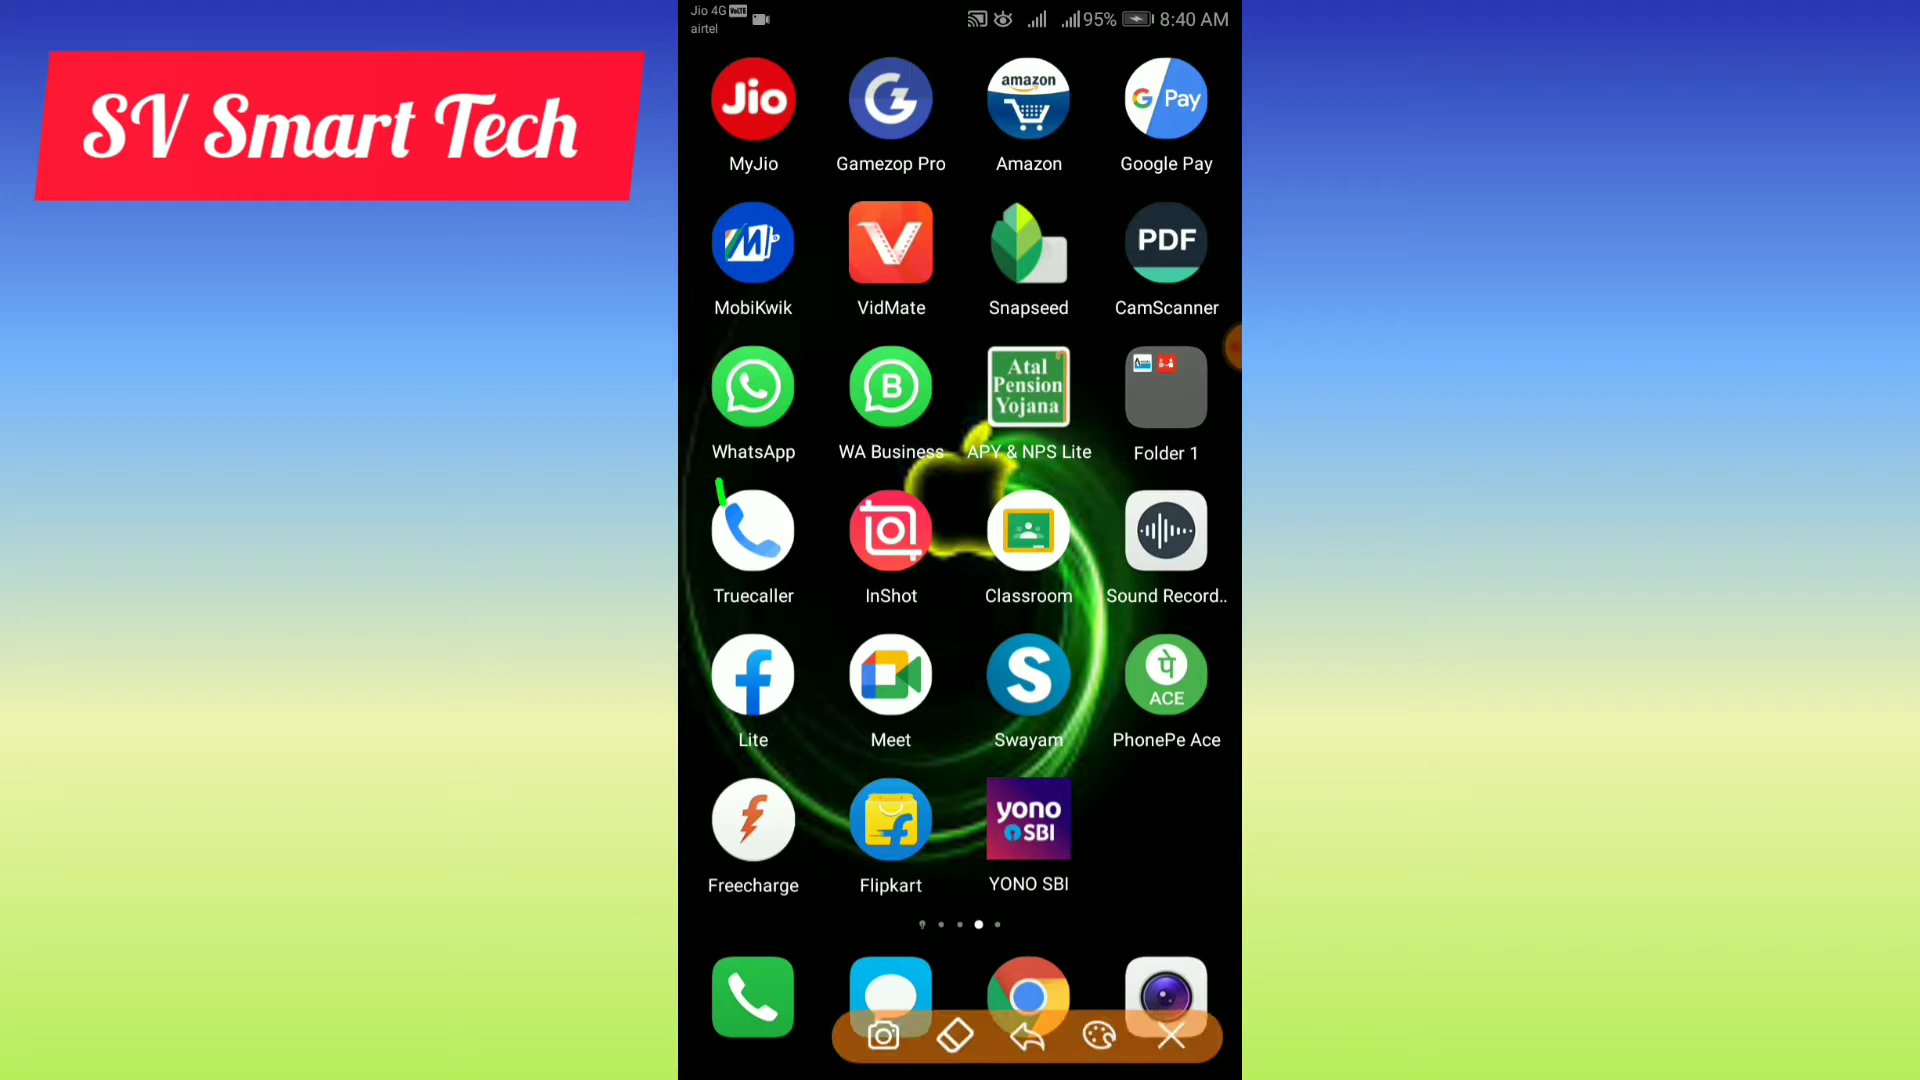 Jio 4G VoLTE
airtel
95% 8:40 AM
SV Smart Tech
Jio
G
amazon
G Pay
MyJio
Gamezop Pro
Amazon
Google Pay
M
V
PDF
MobiKwik
VidMate
Snapseed
CamScanner
B
Atal
Pension
Yojana
WhatsApp
WA Business
APY & NPS Lite
Folder 1
Truecaller
InShot
Classroom
Sound Record..
f
S
पे
ACE
Lite
Meet
Swayam
PhonePe Ace
f
f
yono
SBI
Freecharge
Flipkart
YONO SBI